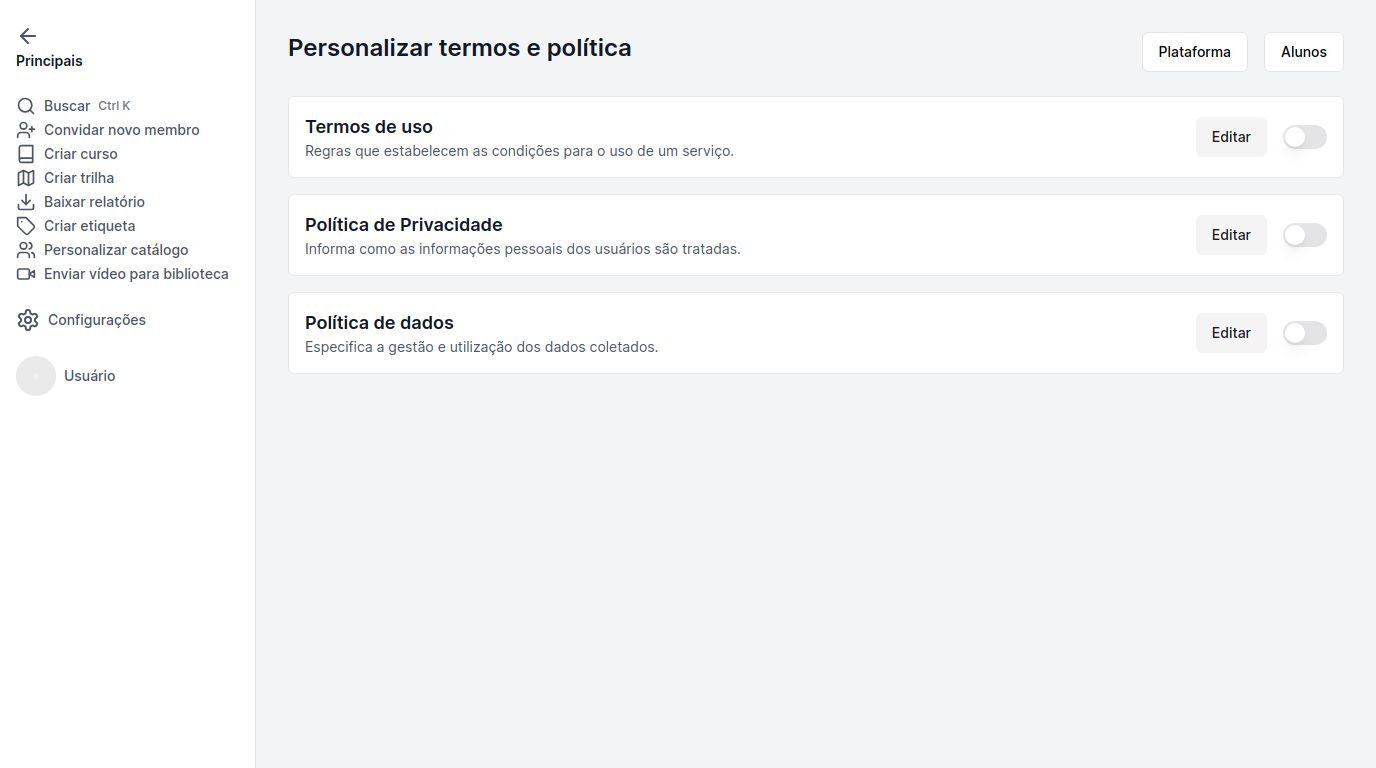 Principais
Buscar Ctrl K
Convidar novo membro
Criar curso
Criar trilha
Baixar relatório
Criar etiqueta
Personalizar catálogo
Enviar vídeo para biblioteca
Configurações
Usuário
Personalizar termos e política
Plataforma
Alunos
Termos de uso
Regras que estabelecem as condições para o uso de um serviço.
Editar
Política de Privacidade
Informa como as informações pessoais dos usuários são tratadas.
Editar
Política de dados
Especifica a gestão e utilização dos dados coletados.
Editar